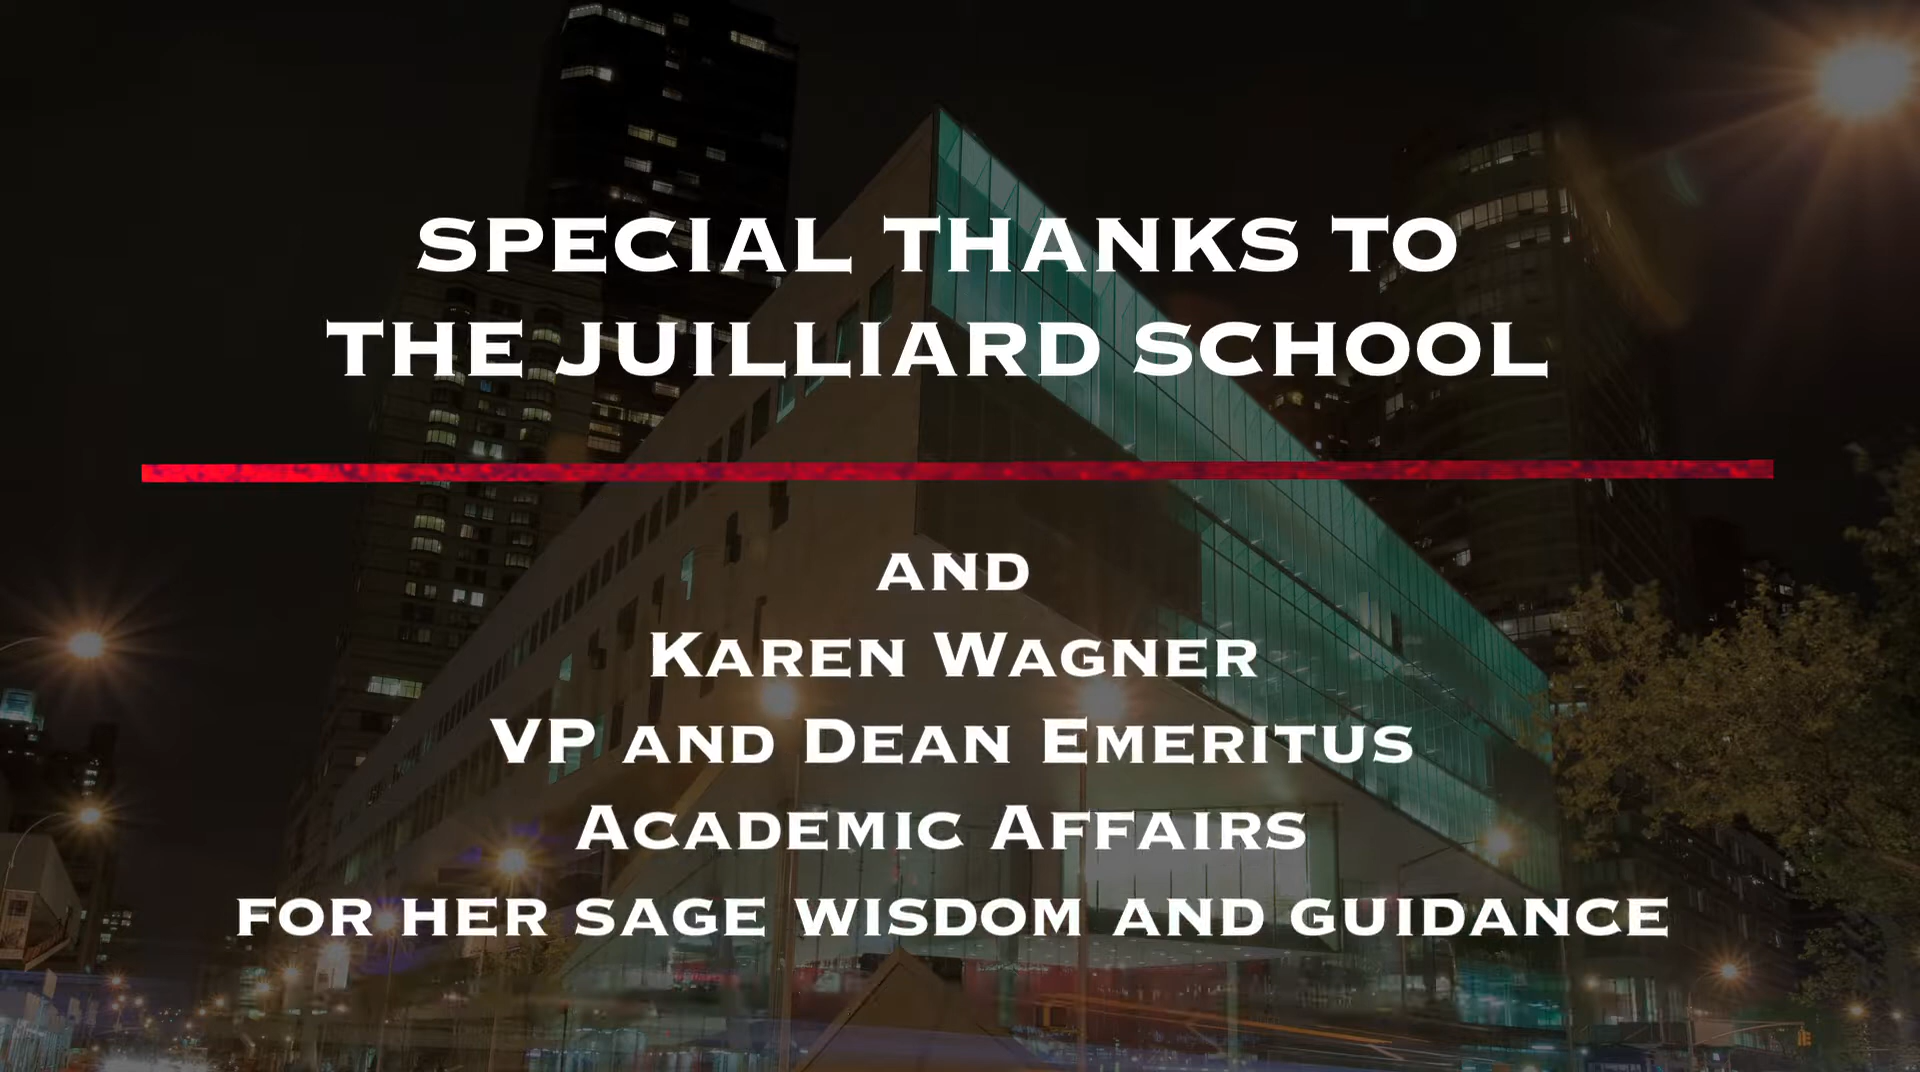 SPECIAL THANKS TO
THE JUILLIARD SCHOOL
AND
KAREN WAGNER
VP AND DEAN EMERITUS
ACADEMIC AFFAIRS
FOR HER SAGE WISDOM AND GUIDANCE